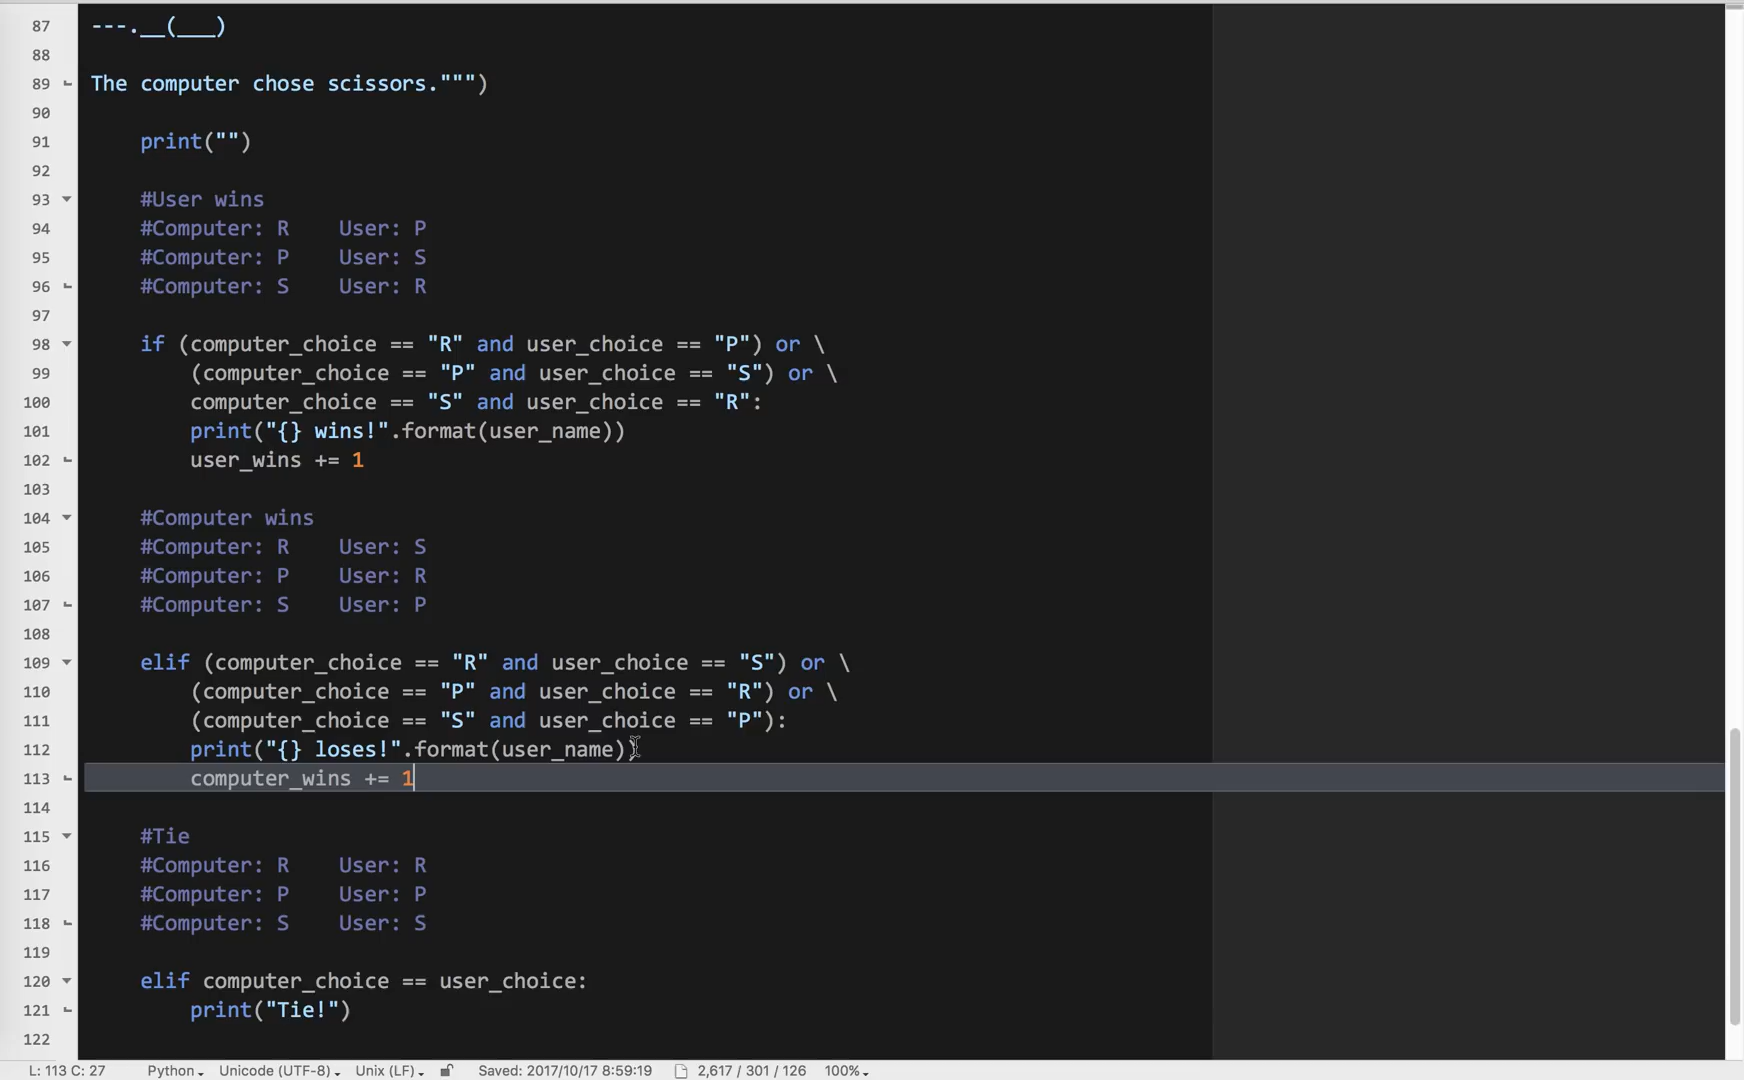 87 ---.__(___)
88
89 The computer chose scissors.""")
90
91     print("")
92
93     #User wins
94     #Computer: R    User: P
95     #Computer: P    User: S
96     #Computer: S    User: R
97
98     if (computer_choice == "R" and user_choice == "P") or \
99         (computer_choice == "P" and user_choice == "S") or \
100         computer_choice == "S" and user_choice == "R":
101         print("{} wins!".format(user_name))
102         user_wins += 1
103
104     #Computer wins
105     #Computer: R    User: S
106     #Computer: P    User: R
107     #Computer: S    User: P
108
109     elif (computer_choice == "R" and user_choice == "S") or \
110         (computer_choice == "P" and user_choice == "R") or \
111         (computer_choice == "S" and user_choice == "P"):
112         print("{} loses!".format(user_name))
113         computer_wins += 1
114
115     #Tie
116     #Computer: R    User: R
117     #Computer: P    User: P
118     #Computer: S    User: S
119
120     elif computer_choice == user_choice:
121         print("Tie!")
122
L: 113 C: 27 Python Unicode (UTF-8) Unix (LF) Saved: 2017/10/17 8:59:19 2,617 / 301 / 126 100%